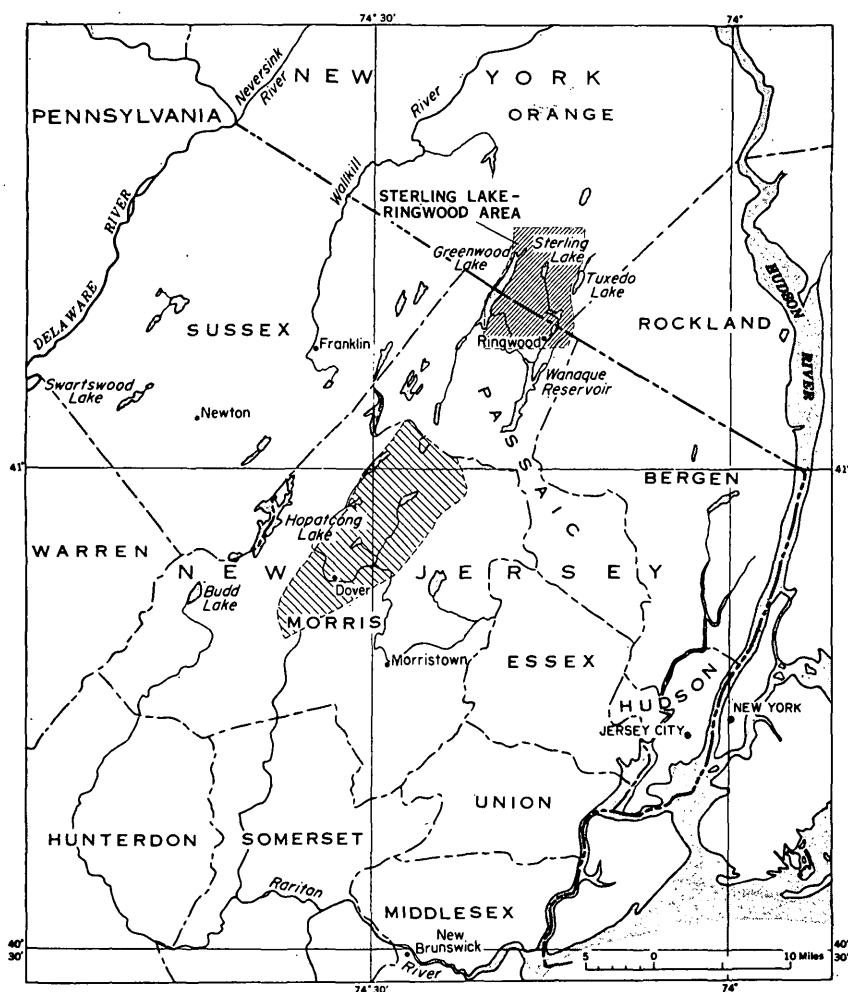 74° 30'
74°
NEW YORK
Neversink
River
PENNSYLVANIA
River
ORANGE
Wallkill
DELAWARE RIVER
STERLING LAKE-
RINGWOOD AREA
Greenwood
Lake
Sterling
Lake
Tuxedo
Lake
HUDSON
RIVER
SUSSEX
ROCKLAND
Franklin
Ringwood
Swartswood
Lake
Wanaque
Reservoir
Newton
PASSAIC
41°
41°
BERGEN
Hopatcong
Lake
WARREN
NEW JERSEY
Dover
Budd
Lake
MORRIS
Morristown
ESSEX
HUDSON
NEW YORK
JERSEY CITY
UNION
HUNTERDON
SOMERSET
Raritan
MIDDLESEX
New
Brunswick
River
40°
30'
5 0 10 Miles
40°
30'
74° 30'
74°